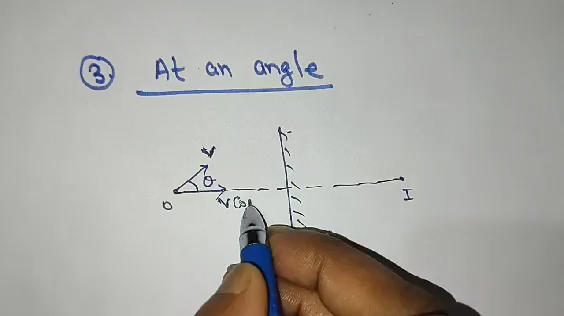 3. At an angle
V
θ
O
V Cos
I